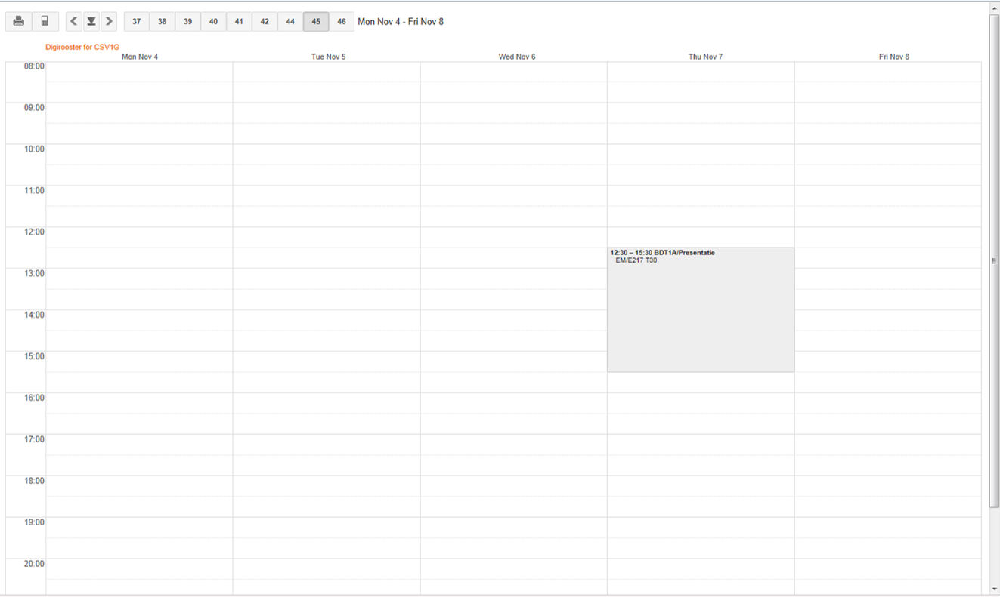 37 38 39 40 41 42 44 45 46 Mon Nov 4 - Fri Nov 8
Digirooster for CSV1G
Mon Nov 4 Tue Nov 5 Wed Nov 6 Thu Nov 7 Fri Nov 8
08:00
09:00
10:00
11:00
12:00
12:30 – 15:30 BDT1A/Presentatie
EM/E217 T30
13:00
14:00
15:00
16:00
17:00
18:00
19:00
20:00